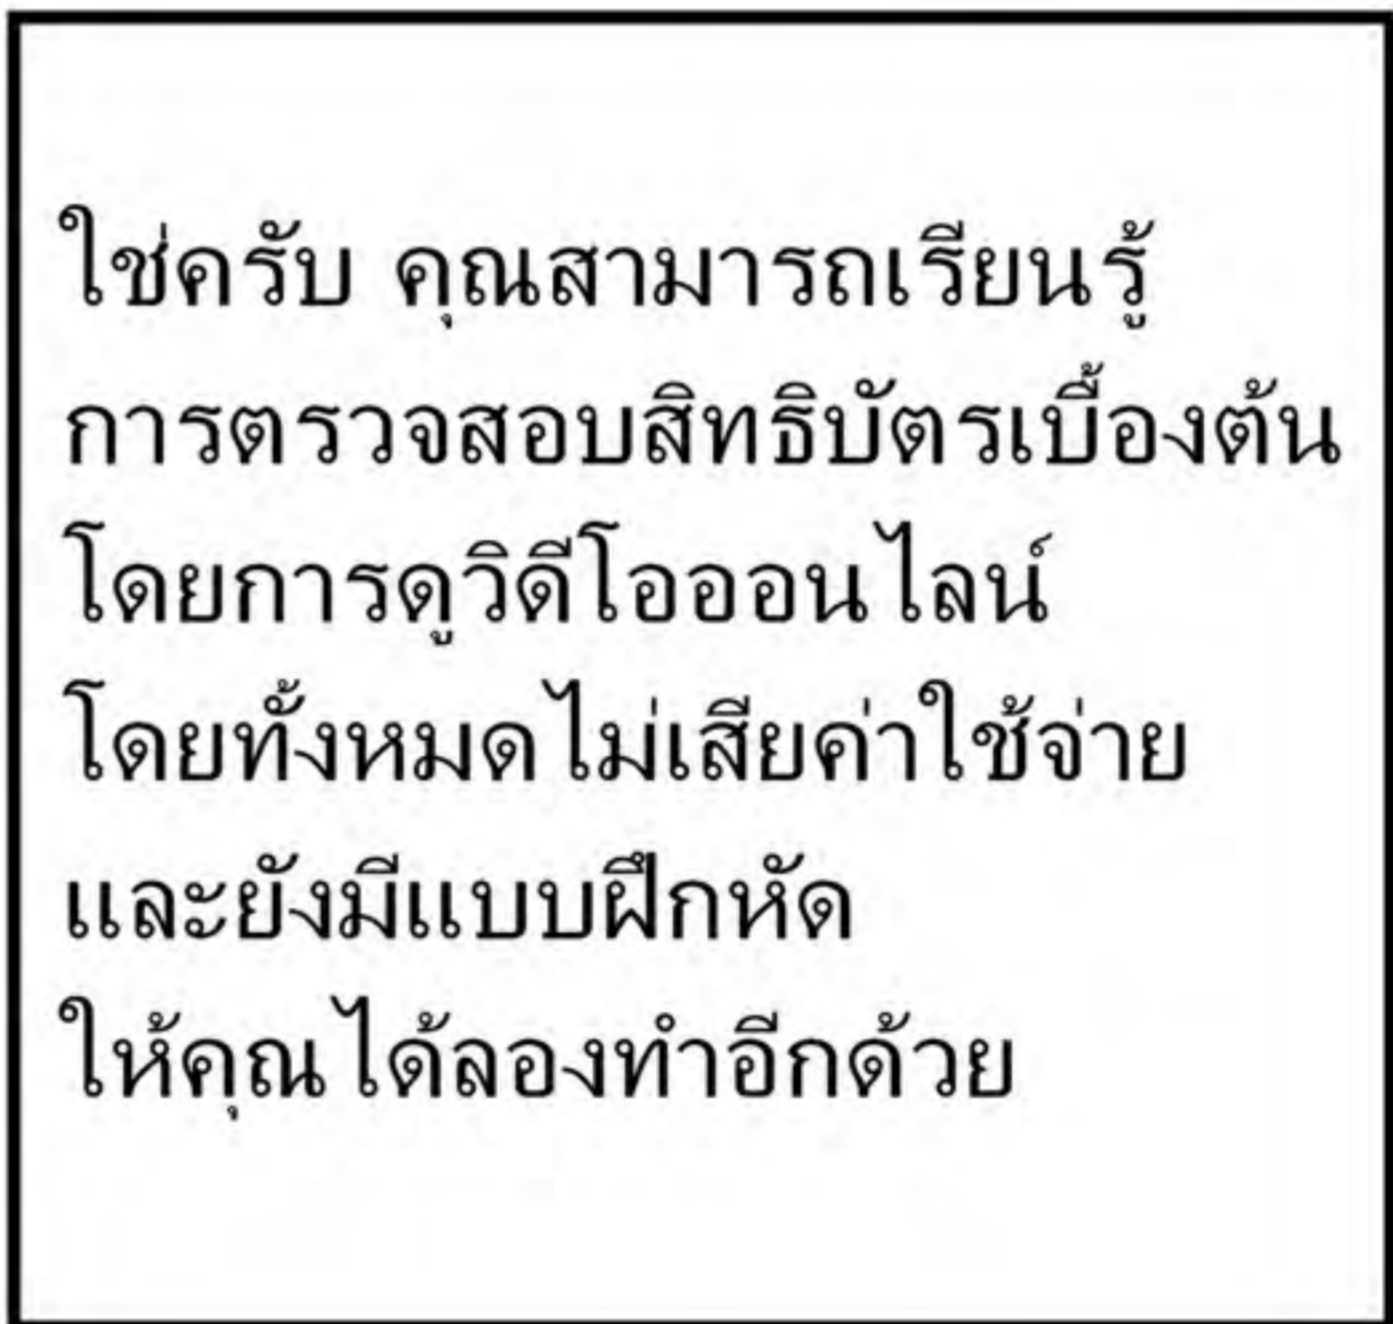 ใช่ครับ คุณสามารถเรียนรู้
การตรวจสอบสิทธิบัตรเบื้องต้น
โดยการดูวิดีโอออนไลน์
โดยทั้งหมดไม่เสียค่าใช้จ่าย
และยังมีแบบฝึกหัด
ให้คุณได้ลองทำอีกด้วย